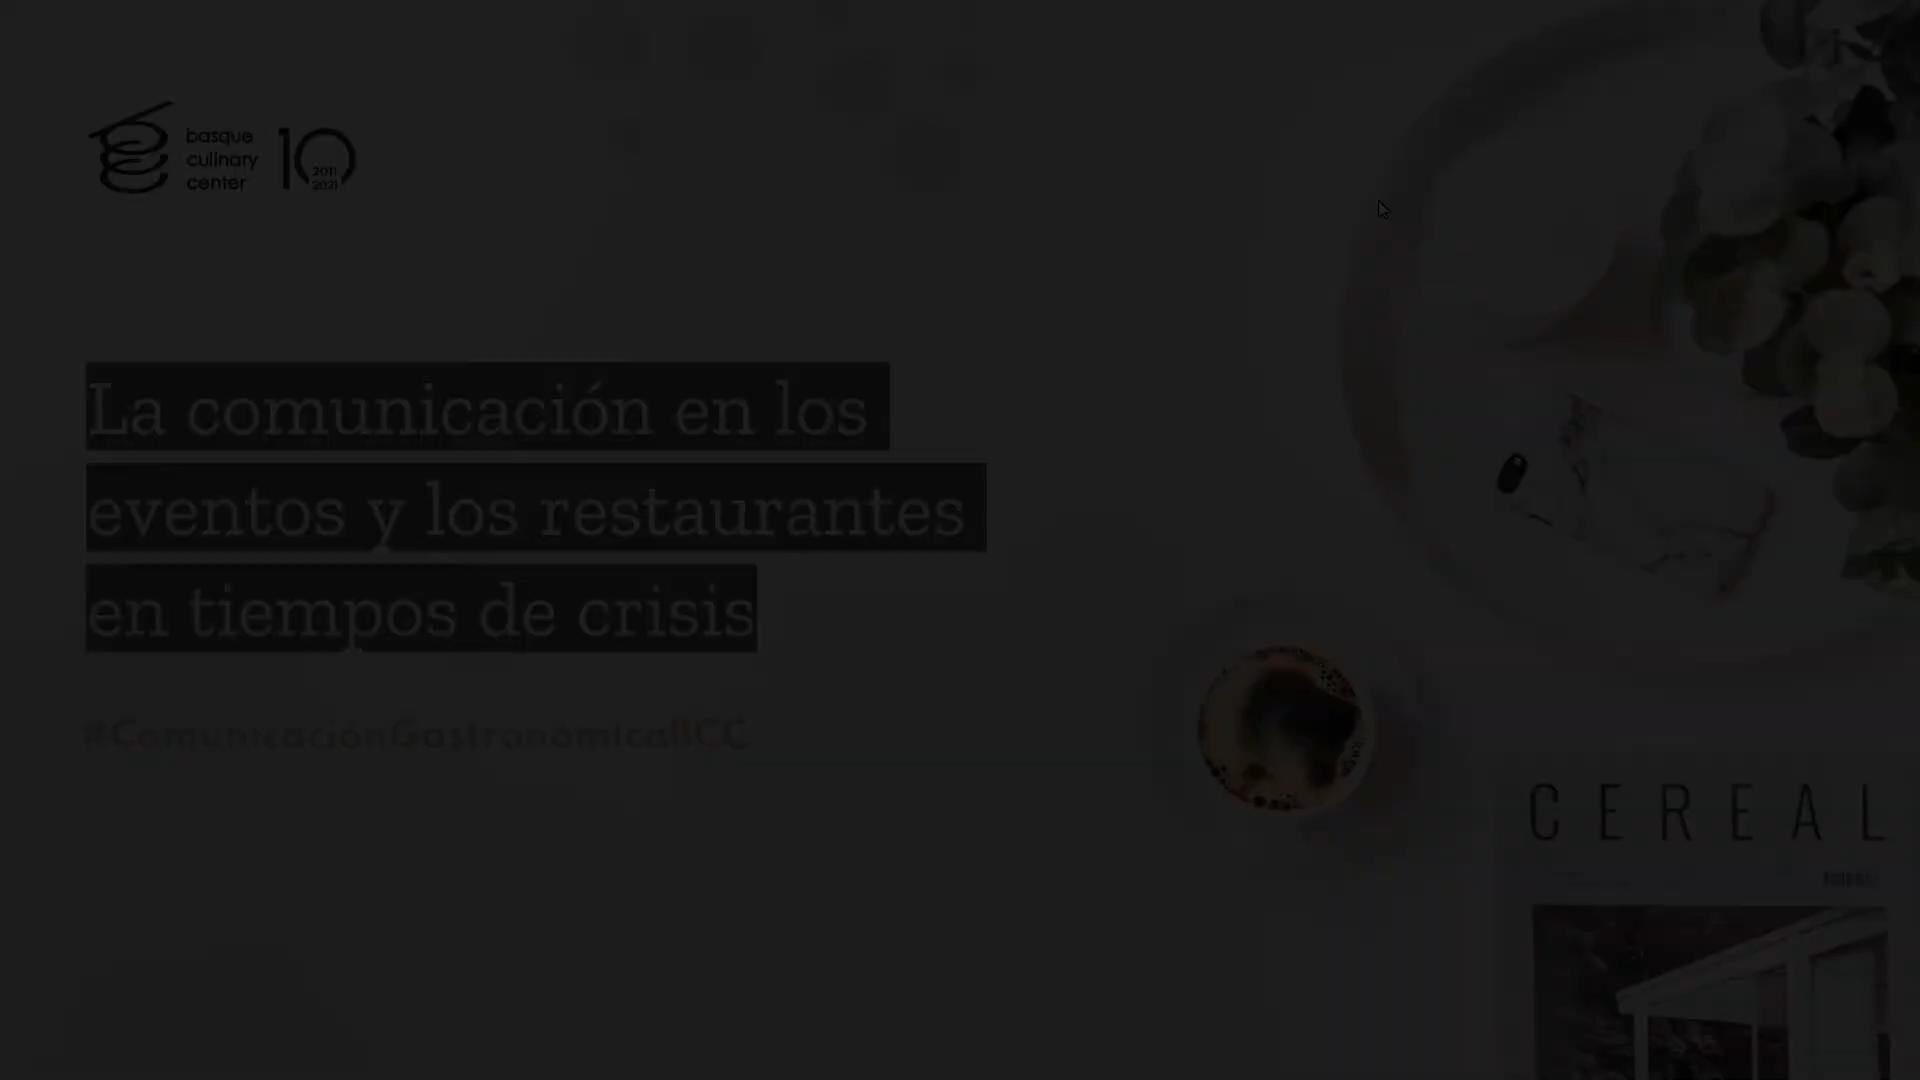 basque
culinary
center
10
2011
2021
La comunicación en los
eventos y los restaurantes
en tiempos de crisis
#ComunicaciónGastronómicaBCC
CEREAL